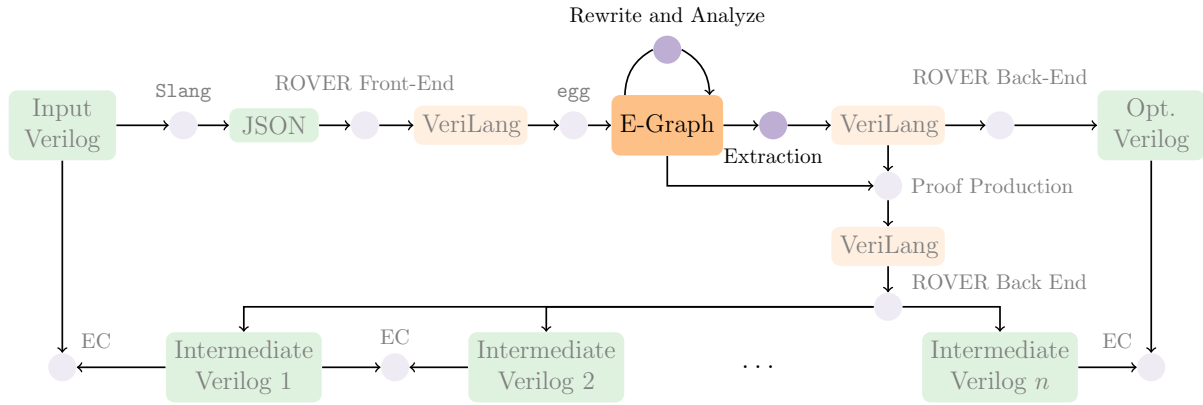 Rewrite and Analyze
ROVER Front-End
ROVER Back-End
Slang
egg
Input
Verilog
JSON
VeriLang
E-Graph
VeriLang
Opt.
Verilog
Extraction
Proof Production
VeriLang
ROVER Back End
EC
Intermediate
Verilog 1
EC
Intermediate
Verilog 2
...
Intermediate
Verilog n
EC